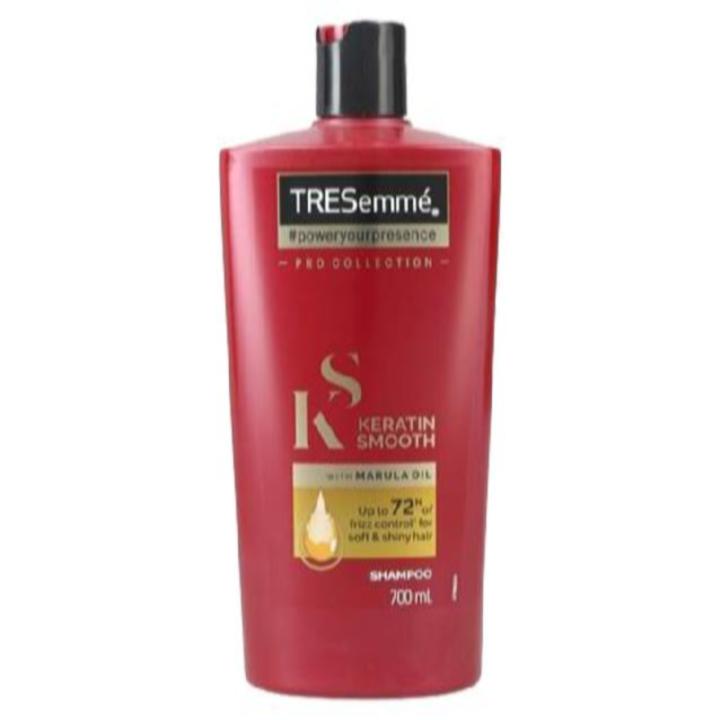 TRESemmé
#poweryourpresence
— PRO COLLECTION —
KS
KERATIN
SMOOTH
WITH MARULA OIL
Up to 72H of
frizz control* for
soft & shiny hair
SHAMPOO
700 mL